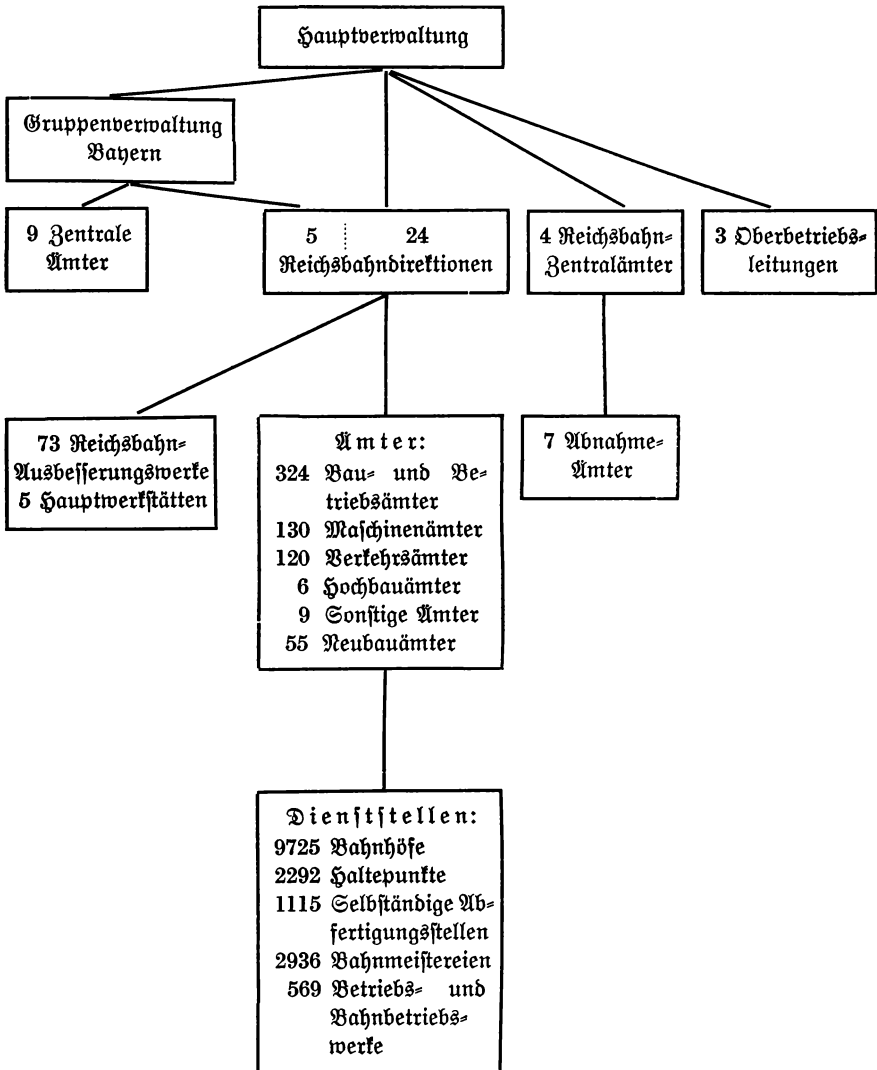 Hauptverwaltung
Gruppenverwaltung
Bayern
9 Zentrale
Ämter
5 24
Reichsbahndirektionen
4 Reichsbahn-
Zentralämter
3 Oberbetriebs-
leitungen
73 Reichsbahn-
Ausbesserungswerke
5 Hauptwerkstätten
Ämter:
324 Bau- und Be-
triebsämter
130 Maschinenämter
120 Verkehrsämter
6 Hochbauämter
9 Sonstige Ämter
55 Neubauämter
7 Abnahme-
Ämter
Dienststellen:
9725 Bahnhöfe
2292 Haltepunkte
1115 Selbständige Ab-
fertigungsstellen
2936 Bahnmeistereien
569 Betriebs- und
Bahnbetriebs-
werke